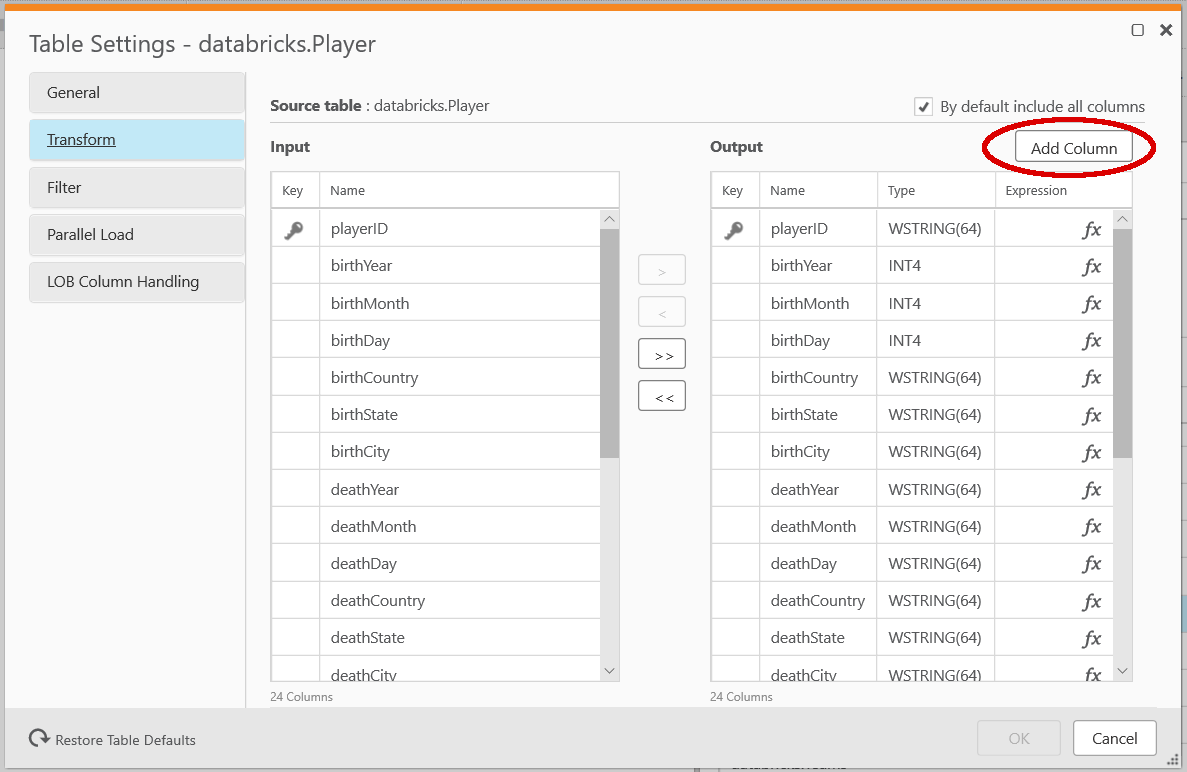 Table Settings - databricks.Player
General
Transform
Filter
Parallel Load
LOB Column Handling
Source table : databricks.Player
By default include all columns
Input
Output
Add Column
Key Name
Key Name Type Expression
playerID
birthYear
birthMonth
birthDay
birthCountry
birthState
birthCity
deathYear
deathMonth
deathDay
deathCountry
deathState
deathCity
24 Columns
>
<
>>
<<
playerID WSTRING(64) fx
birthYear INT4 fx
birthMonth INT4 fx
birthDay INT4 fx
birthCountry WSTRING(64) fx
birthState WSTRING(64) fx
birthCity WSTRING(64) fx
deathYear WSTRING(64) fx
deathMonth WSTRING(64) fx
deathDay WSTRING(64) fx
deathCountry WSTRING(64) fx
deathState WSTRING(64) fx
deathCity WSTRING(64) fx
24 Columns
Restore Table Defaults
OK
Cancel